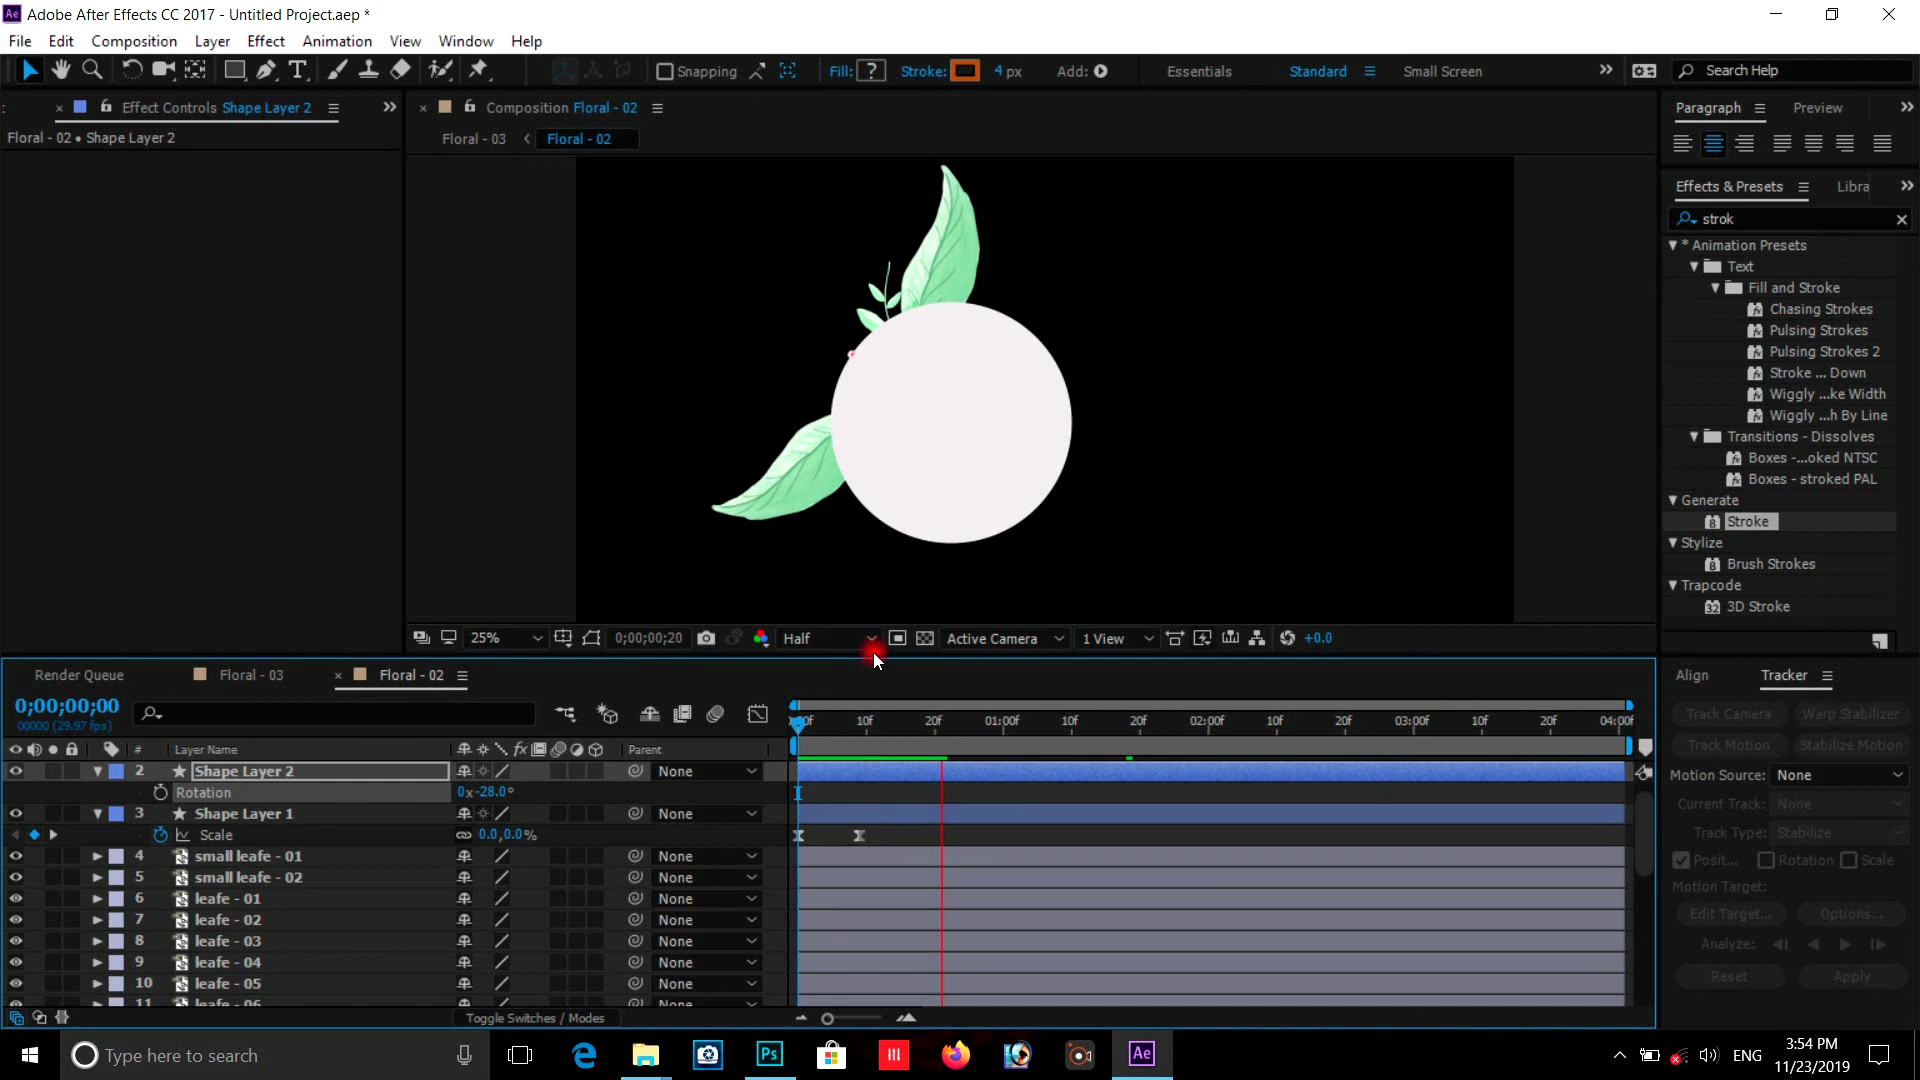 Ae Adobe After Effects CC 2017 - Untitled Project.aep *
File Edit Composition Layer Effect Animation View Window Help
T Snapping Fill: ? Stroke: 4 px Add: Essentials Standard Small Screen Search Help
Effect Controls Shape Layer 2
Composition Floral - 02
Paragraph Preview
Floral - 02 • Shape Layer 2
Floral - 03 Floral - 02
Effects & Presets Libra
strok
* Animation Presets
Text
Fill and Stroke
Chasing Strokes
Pulsing Strokes
Pulsing Strokes 2
Stroke ... Down
Wiggly ...ke Width
Wiggly ...h By Line
Transitions - Dissolves
Boxes -...oked NTSC
Boxes - stroked PAL
Generate
Stroke
Stylize
Brush Strokes
Trapcode
3D Stroke
25% 0;00;00;20 Half Active Camera 1 View +0.0
Render Queue Floral - 03 Floral - 02
0;00;00;00
00000 (29.97 fps)
10f 20f 01:00f 10f 20f 02:00f 10f 20f 03:00f 10f 20f 04:00f
# Layer Name fx Parent
2 Shape Layer 2 None
Rotation 0x-28.0°
3 Shape Layer 1 None
Scale 0.0,0.0%
4 small leafe - 01 None
5 small leafe - 02 None
6 leafe - 01 None
7 leafe - 02 None
8 leafe - 03 None
9 leafe - 04 None
10 leafe - 05 None
11 leafe - 06 None
Toggle Switches / Modes
Align Tracker
Track Camera Warp Stabilizer
Track Motion Stabilize Motion
Motion Source: None
Current Track: None
Track Type: Stabilize
Posit... Rotation Scale
Motion Target:
Edit Target... Options...
Analyze:
Reset Apply
Type here to search
Ps
Ae
ENG
3:54 PM
11/23/2019